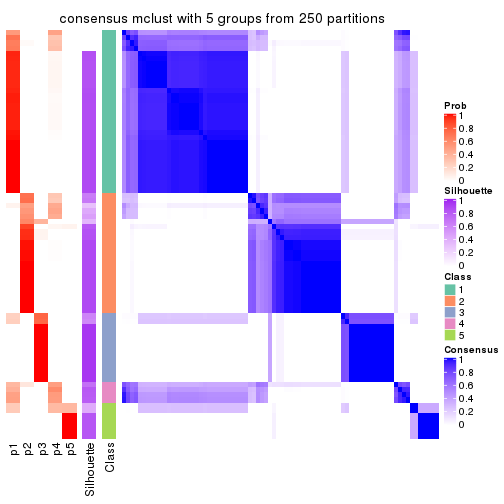 consensus mclust with 5 groups from 250 partitions
Prob
1
0.8
0.6
0.4
0.2
0
Silhouette
1
0.8
0.6
0.4
0.2
0
Class
1
2
3
4
5
Consensus
1
0.8
0.6
0.4
0.2
0
p1
p2
p3
p4
p5
Silhouette
Class